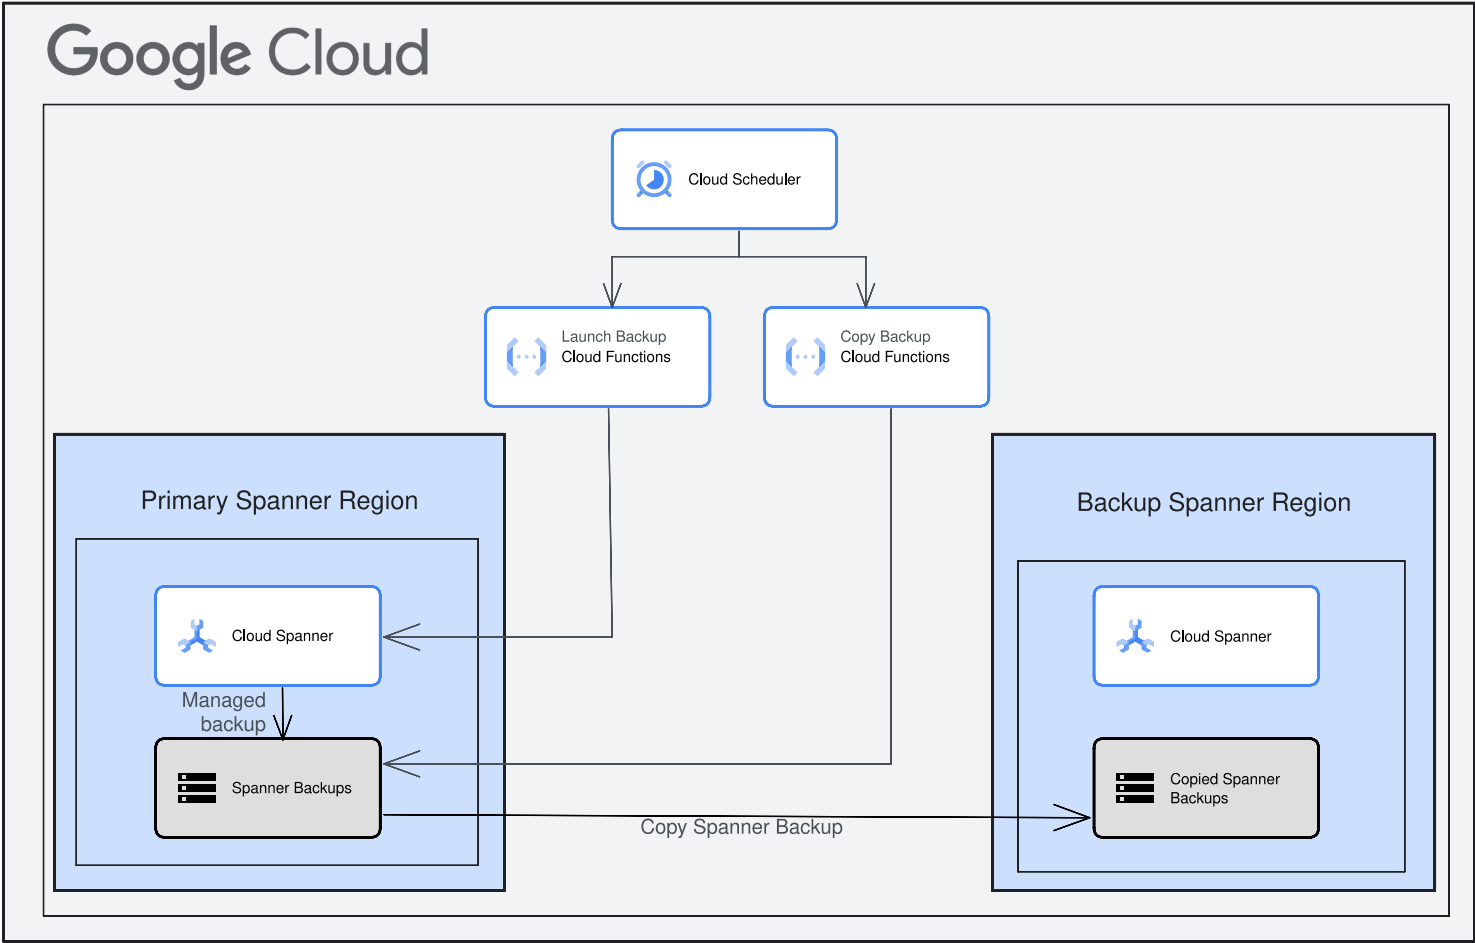 Google Cloud
Cloud Scheduler
Launch Backup
Cloud Functions
Copy Backup
Cloud Functions
Primary Spanner Region
Cloud Spanner
Managed
backup
Spanner Backups
Copy Spanner Backup
Backup Spanner Region
Cloud Spanner
Copied Spanner
Backups